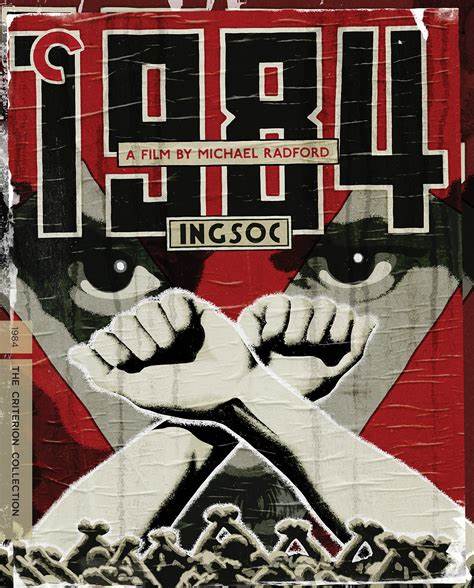 1984
A FILM BY MICHAEL RADFORD
INGSOC
1984
THE CRITERION COLLECTION